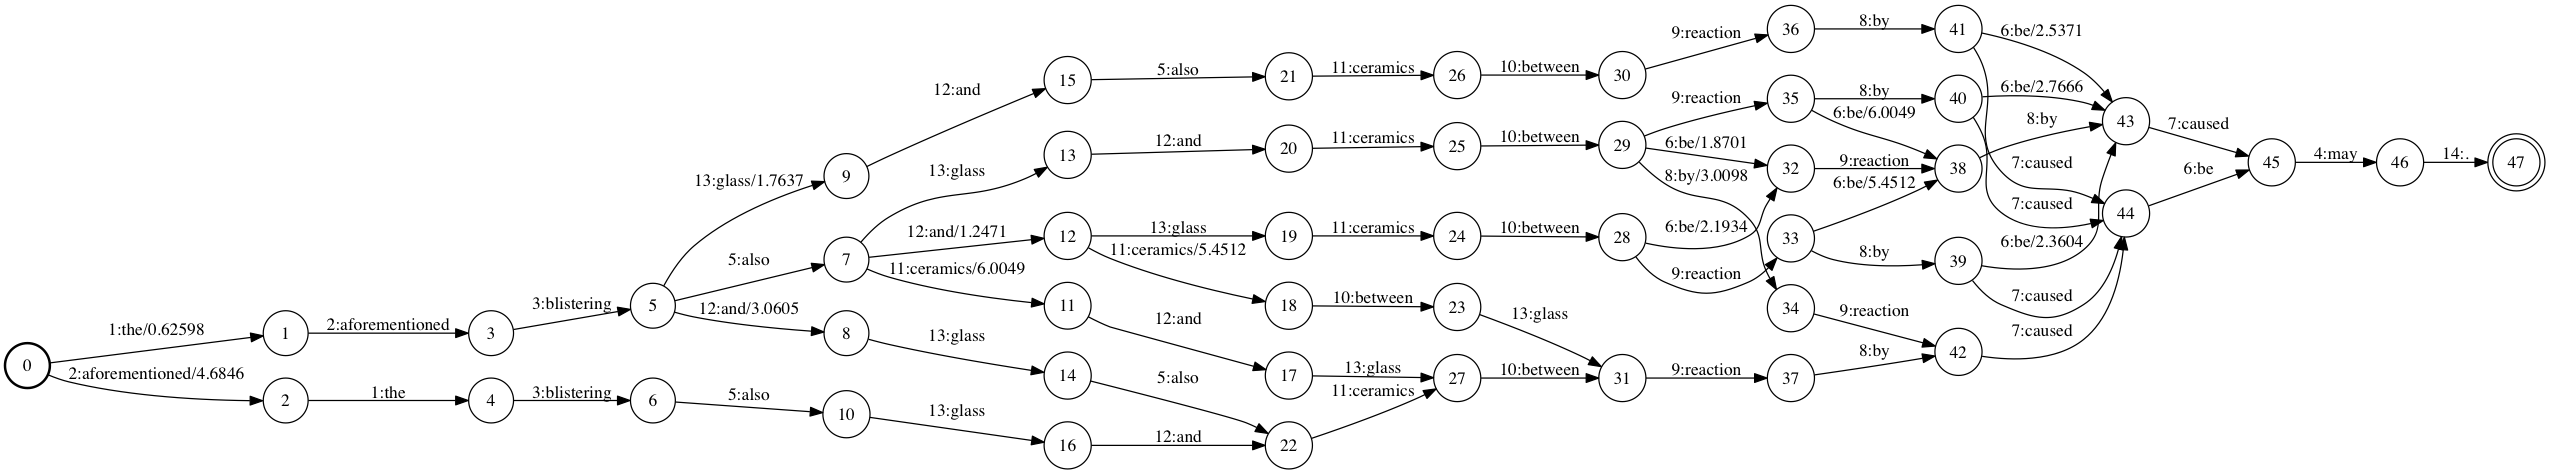 0
1:the/0.62598
2:aforementioned/4.6846
1
2:aforementioned
2
1:the
3
3:blistering
4
3:blistering
5
13:glass/1.7637
5:also
12:and/3.0605
6
5:also
9
12:and
7
13:glass
12:and/1.2471
11:ceramics/6.0049
8
13:glass
10
13:glass
15
5:also
13
12:and
12
13:glass
11:ceramics/5.4512
11
12:and
14
5:also
16
12:and
21
11:ceramics
20
11:ceramics
19
11:ceramics
18
10:between
17
13:glass
22
11:ceramics
26
10:between
25
10:between
24
10:between
23
13:glass
27
10:between
30
9:reaction
29
9:reaction
6:be/1.8701
8:by/3.0098
28
6:be/2.1934
9:reaction
31
9:reaction
36
8:by
35
8:by
6:be/6.0049
32
9:reaction
33
6:be/5.4512
8:by
34
9:reaction
37
8:by
41
6:be/2.5371
7:caused
40
6:be/2.7666
7:caused
38
8:by
39
6:be/2.3604
7:caused
42
7:caused
43
7:caused
44
6:be
45
4:may
46
14:.
47